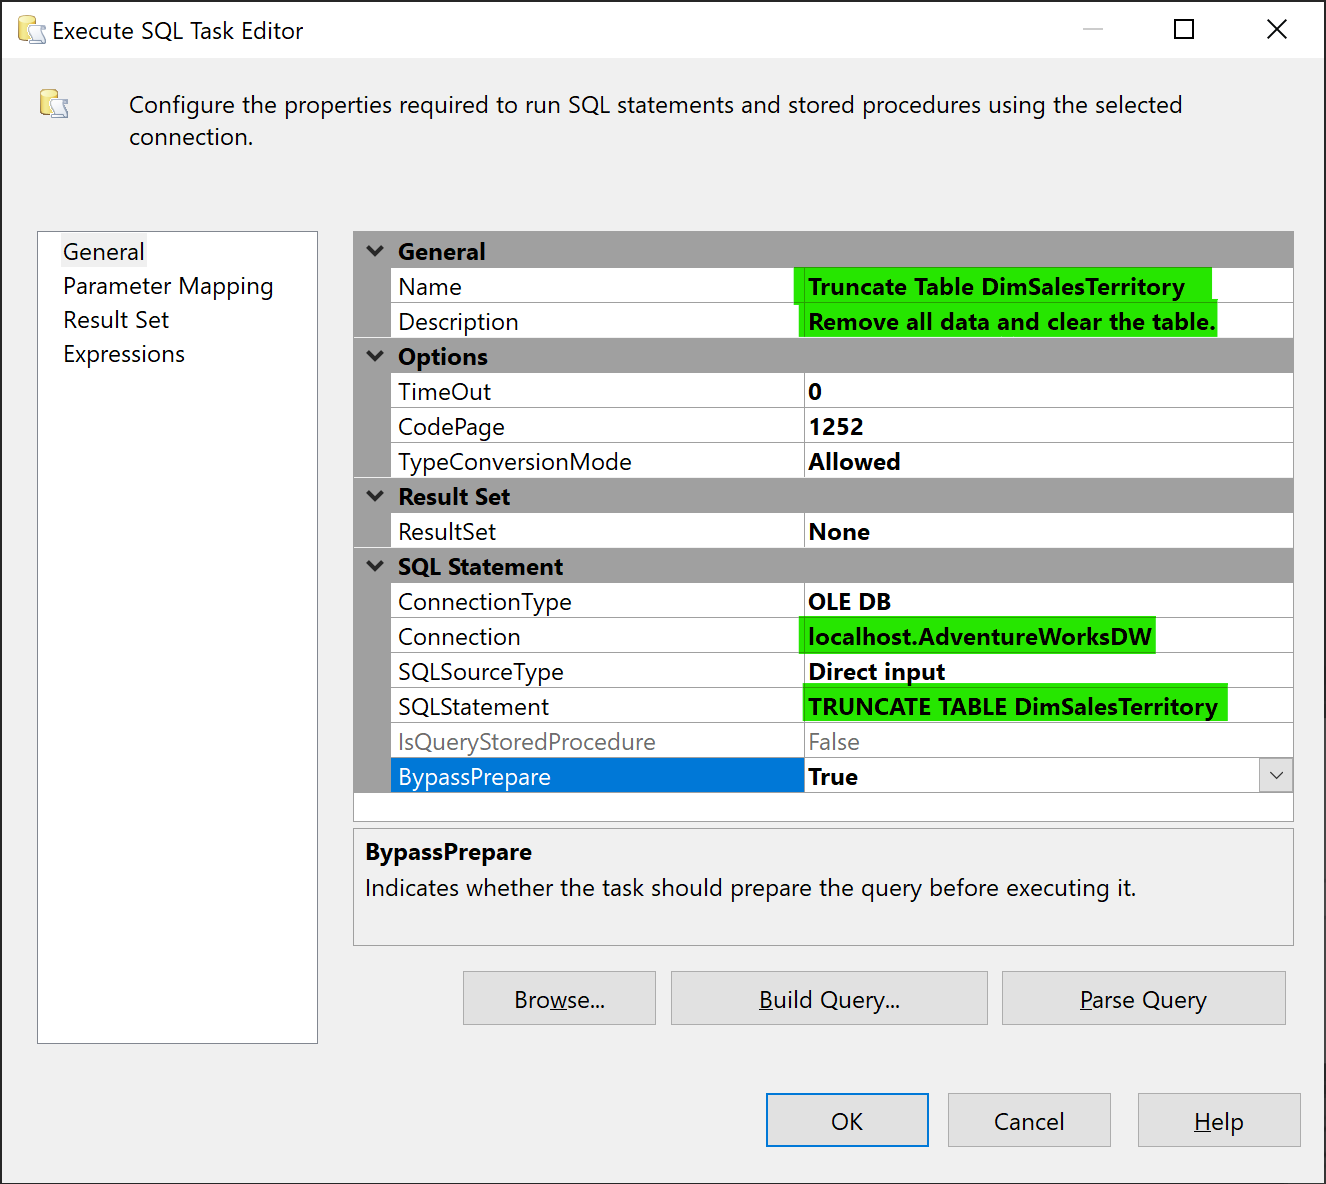 Execute SQL Task Editor
Configure the properties required to run SQL statements and stored procedures using the selected
connection.
General
Parameter Mapping
Result Set
Expressions
General
Name Truncate Table DimSalesTerritory
Description Remove all data and clear the table.
Options
TimeOut 0
CodePage 1252
TypeConversionMode Allowed
Result Set
ResultSet None
SQL Statement
ConnectionType OLE DB
Connection localhost.AdventureWorksDW
SQLSourceType Direct input
SQLStatement TRUNCATE TABLE DimSalesTerritory
IsQueryStoredProcedure False
BypassPrepare True
BypassPrepare
Indicates whether the task should prepare the query before executing it.
Browse... Build Query... Parse Query
OK Cancel Help